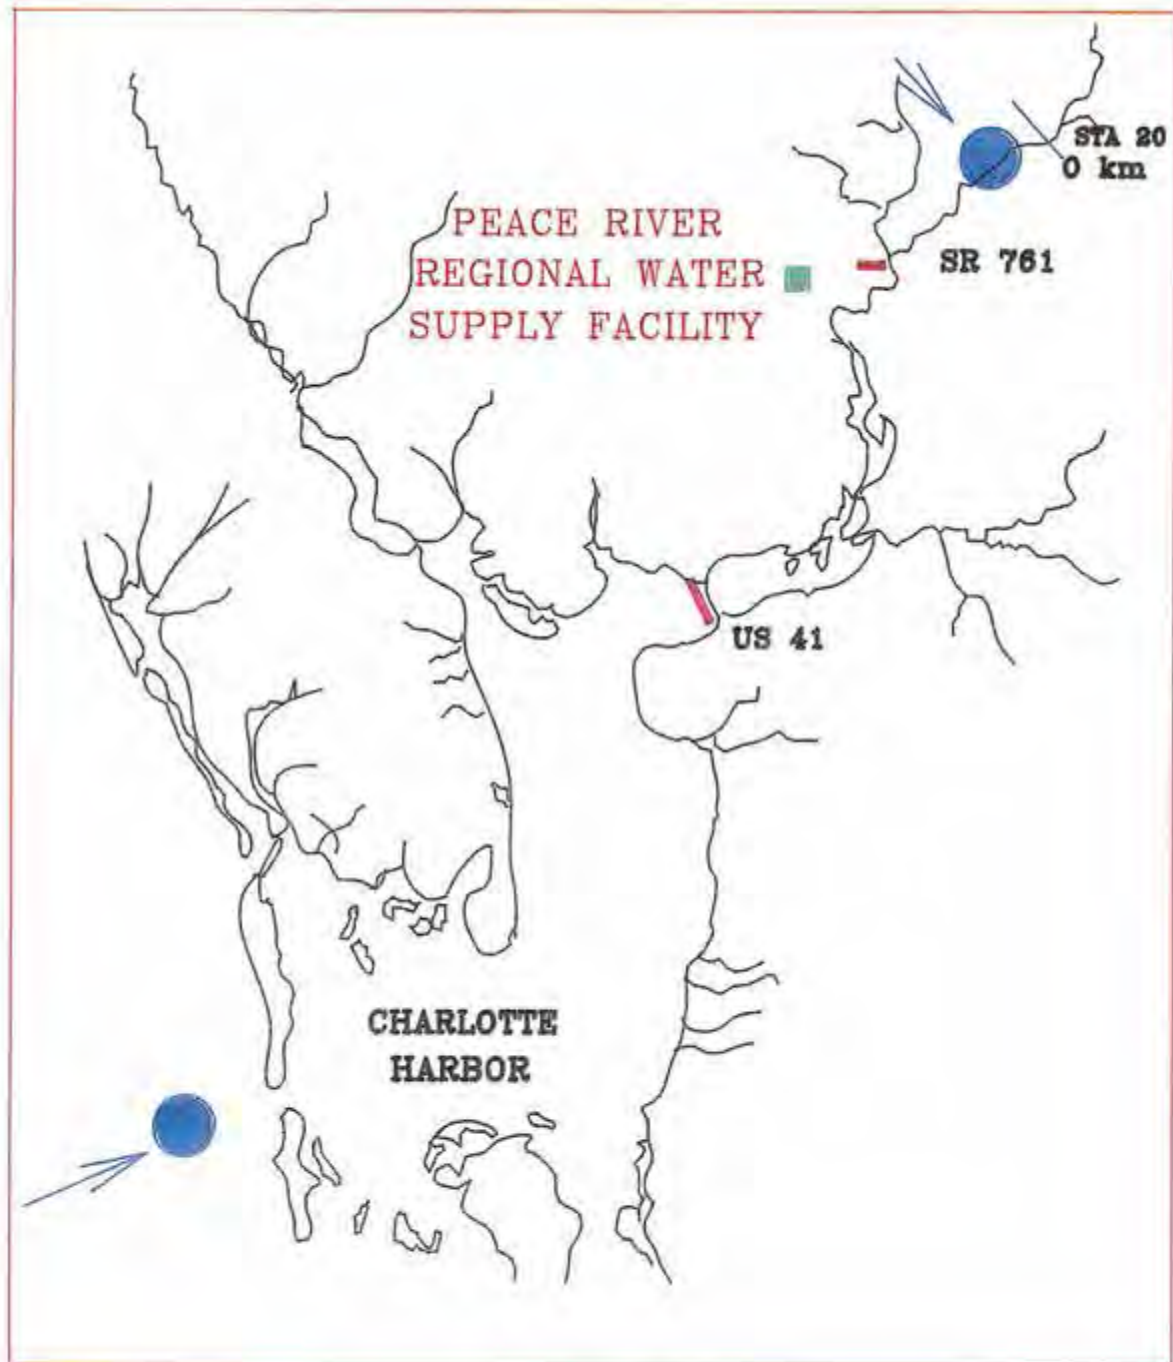 STA 20
0 km
PEACE RIVER
REGIONAL WATER
SUPPLY FACILITY
SR 761
US 41
CHARLOTTE
HARBOR